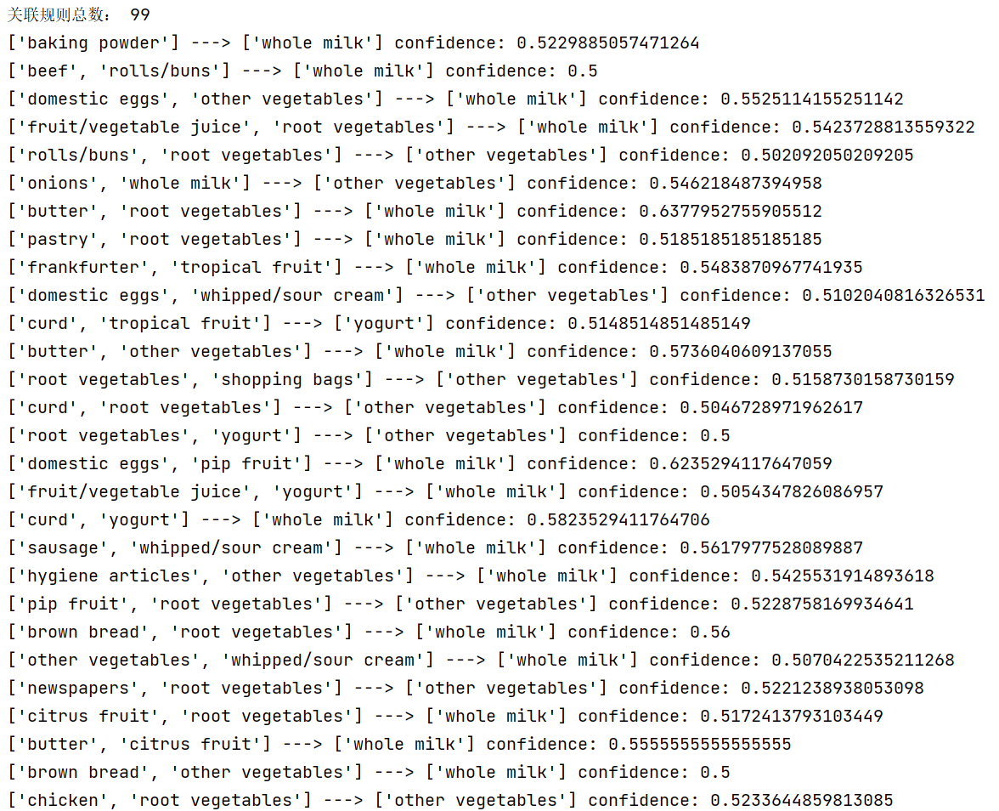 关联规则总数： 99
['baking powder'] ---> ['whole milk'] confidence: 0.5229885057471264
['beef', 'rolls/buns'] ---> ['whole milk'] confidence: 0.5
['domestic eggs', 'other vegetables'] ---> ['whole milk'] confidence: 0.5525114155251142
['fruit/vegetable juice', 'root vegetables'] ---> ['whole milk'] confidence: 0.5423728813559322
['rolls/buns', 'root vegetables'] ---> ['other vegetables'] confidence: 0.502092050209205
['onions', 'whole milk'] ---> ['other vegetables'] confidence: 0.546218487394958
['butter', 'root vegetables'] ---> ['whole milk'] confidence: 0.6377952755905512
['pastry', 'root vegetables'] ---> ['whole milk'] confidence: 0.5185185185185185
['frankfurter', 'tropical fruit'] ---> ['whole milk'] confidence: 0.5483870967741935
['domestic eggs', 'whipped/sour cream'] ---> ['other vegetables'] confidence: 0.5102040816326531
['curd', 'tropical fruit'] ---> ['yogurt'] confidence: 0.5148514851485149
['butter', 'other vegetables'] ---> ['whole milk'] confidence: 0.5736040609137055
['root vegetables', 'shopping bags'] ---> ['other vegetables'] confidence: 0.5158730158730159
['curd', 'root vegetables'] ---> ['other vegetables'] confidence: 0.5046728971962617
['root vegetables', 'yogurt'] ---> ['other vegetables'] confidence: 0.5
['domestic eggs', 'pip fruit'] ---> ['whole milk'] confidence: 0.6235294117647059
['fruit/vegetable juice', 'yogurt'] ---> ['whole milk'] confidence: 0.5054347826086957
['curd', 'yogurt'] ---> ['whole milk'] confidence: 0.5823529411764706
['sausage', 'whipped/sour cream'] ---> ['whole milk'] confidence: 0.5617977528089887
['hygiene articles', 'other vegetables'] ---> ['whole milk'] confidence: 0.5425531914893618
['pip fruit', 'root vegetables'] ---> ['other vegetables'] confidence: 0.5228758169934641
['brown bread', 'root vegetables'] ---> ['whole milk'] confidence: 0.56
['other vegetables', 'whipped/sour cream'] ---> ['whole milk'] confidence: 0.5070422535211268
['newspapers', 'root vegetables'] ---> ['other vegetables'] confidence: 0.5221238938053098
['citrus fruit', 'root vegetables'] ---> ['whole milk'] confidence: 0.5172413793103449
['butter', 'citrus fruit'] ---> ['whole milk'] confidence: 0.5555555555555555
['brown bread', 'other vegetables'] ---> ['whole milk'] confidence: 0.5
['chicken', 'root vegetables'] ---> ['other vegetables'] confidence: 0.5233644859813085